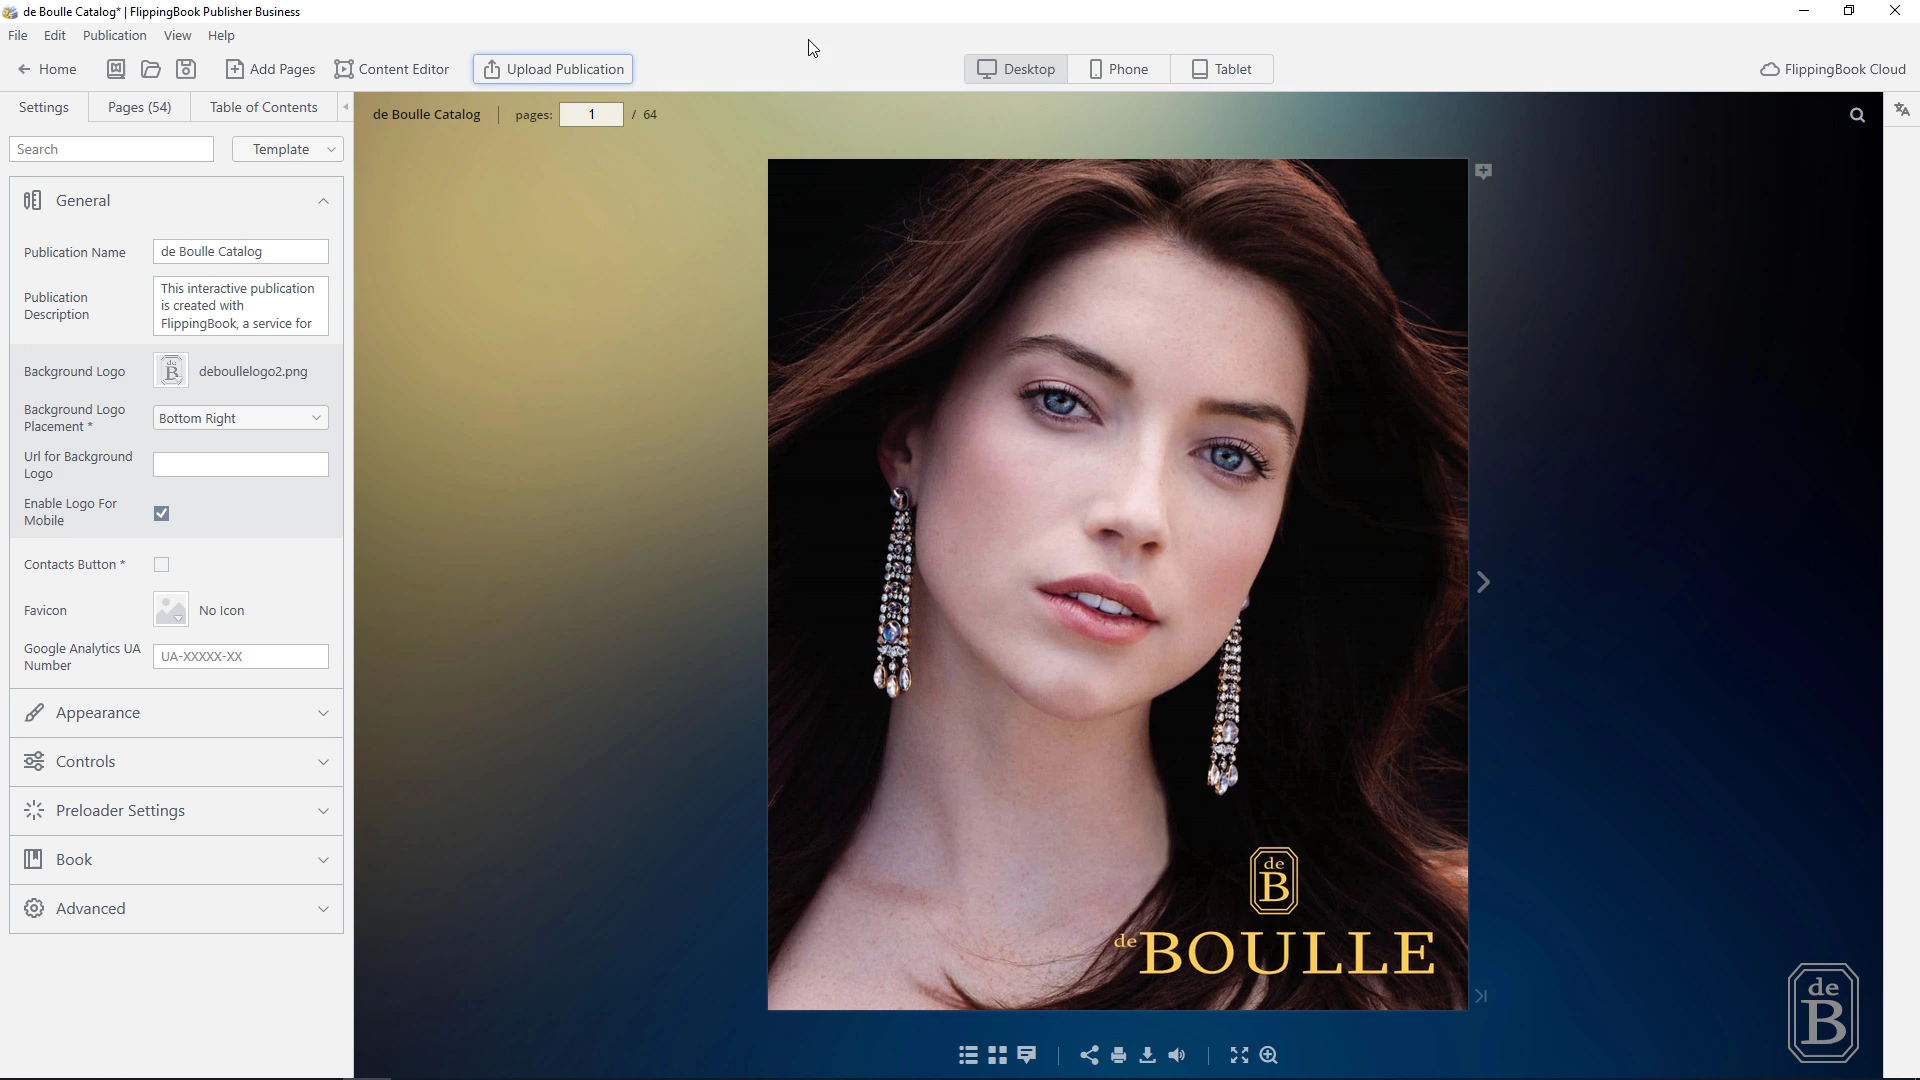 de Boulle Catalog* | FlippingBook Publisher Business
File Edit Publication View Help
Home Add Pages Content Editor Upload Publication Desktop Phone Tablet FlippingBook Cloud
Settings Pages (54) Table of Contents
de Boulle Catalog pages: 1 / 64
Search Template
General
Publication Name de Boulle Catalog
Publication
Description
This interactive publication
is created with
FlippingBook, a service for
Background Logo de B deboullelogo2.png
Background Logo
Placement *
Bottom Right
Url for Background
Logo
Enable Logo For
Mobile
Contacts Button *
Favicon No Icon
Google Analytics UA
Number
UA-XXXXX-XX
Appearance
Controls
Preloader Settings
Book
Advanced
de
B
de BOULLE
de
B